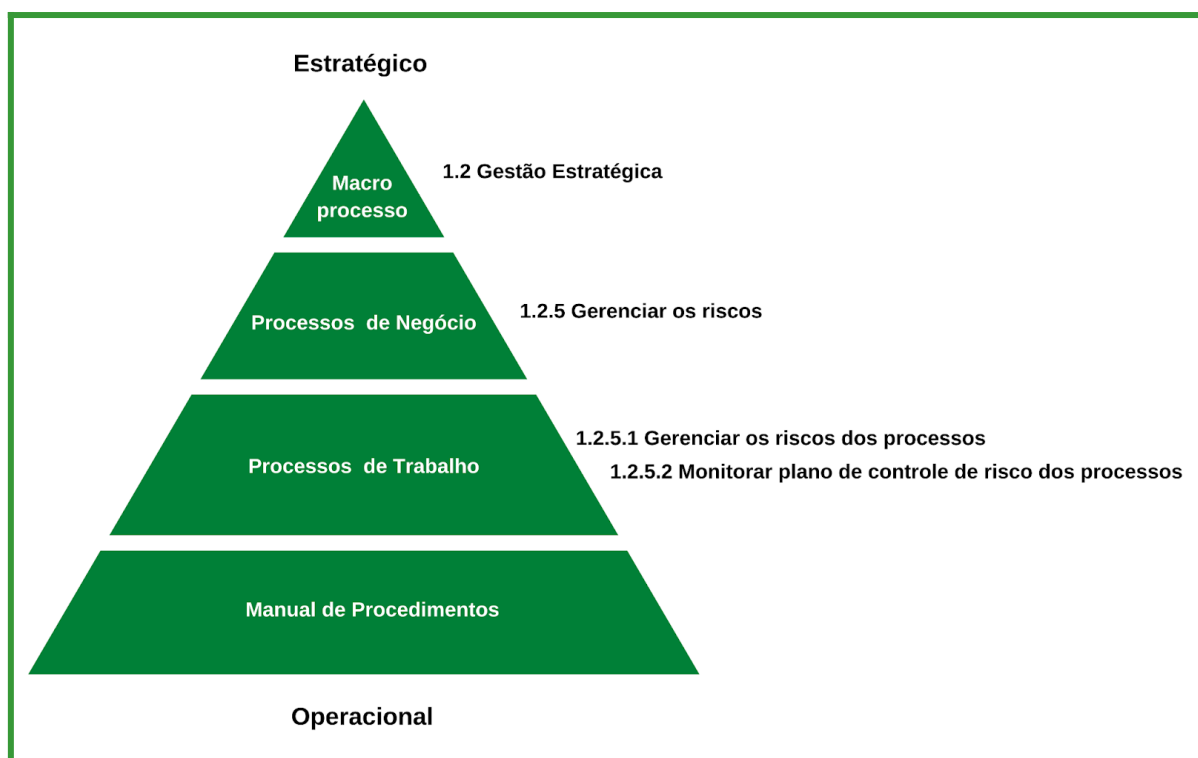 Estratégico
Macro
processo
1.2 Gestão Estratégica
Processos de Negócio
1.2.5 Gerenciar os riscos
Processos de Trabalho
1.2.5.1 Gerenciar os riscos dos processos
1.2.5.2 Monitorar plano de controle de risco dos processos
Manual de Procedimentos
Operacional